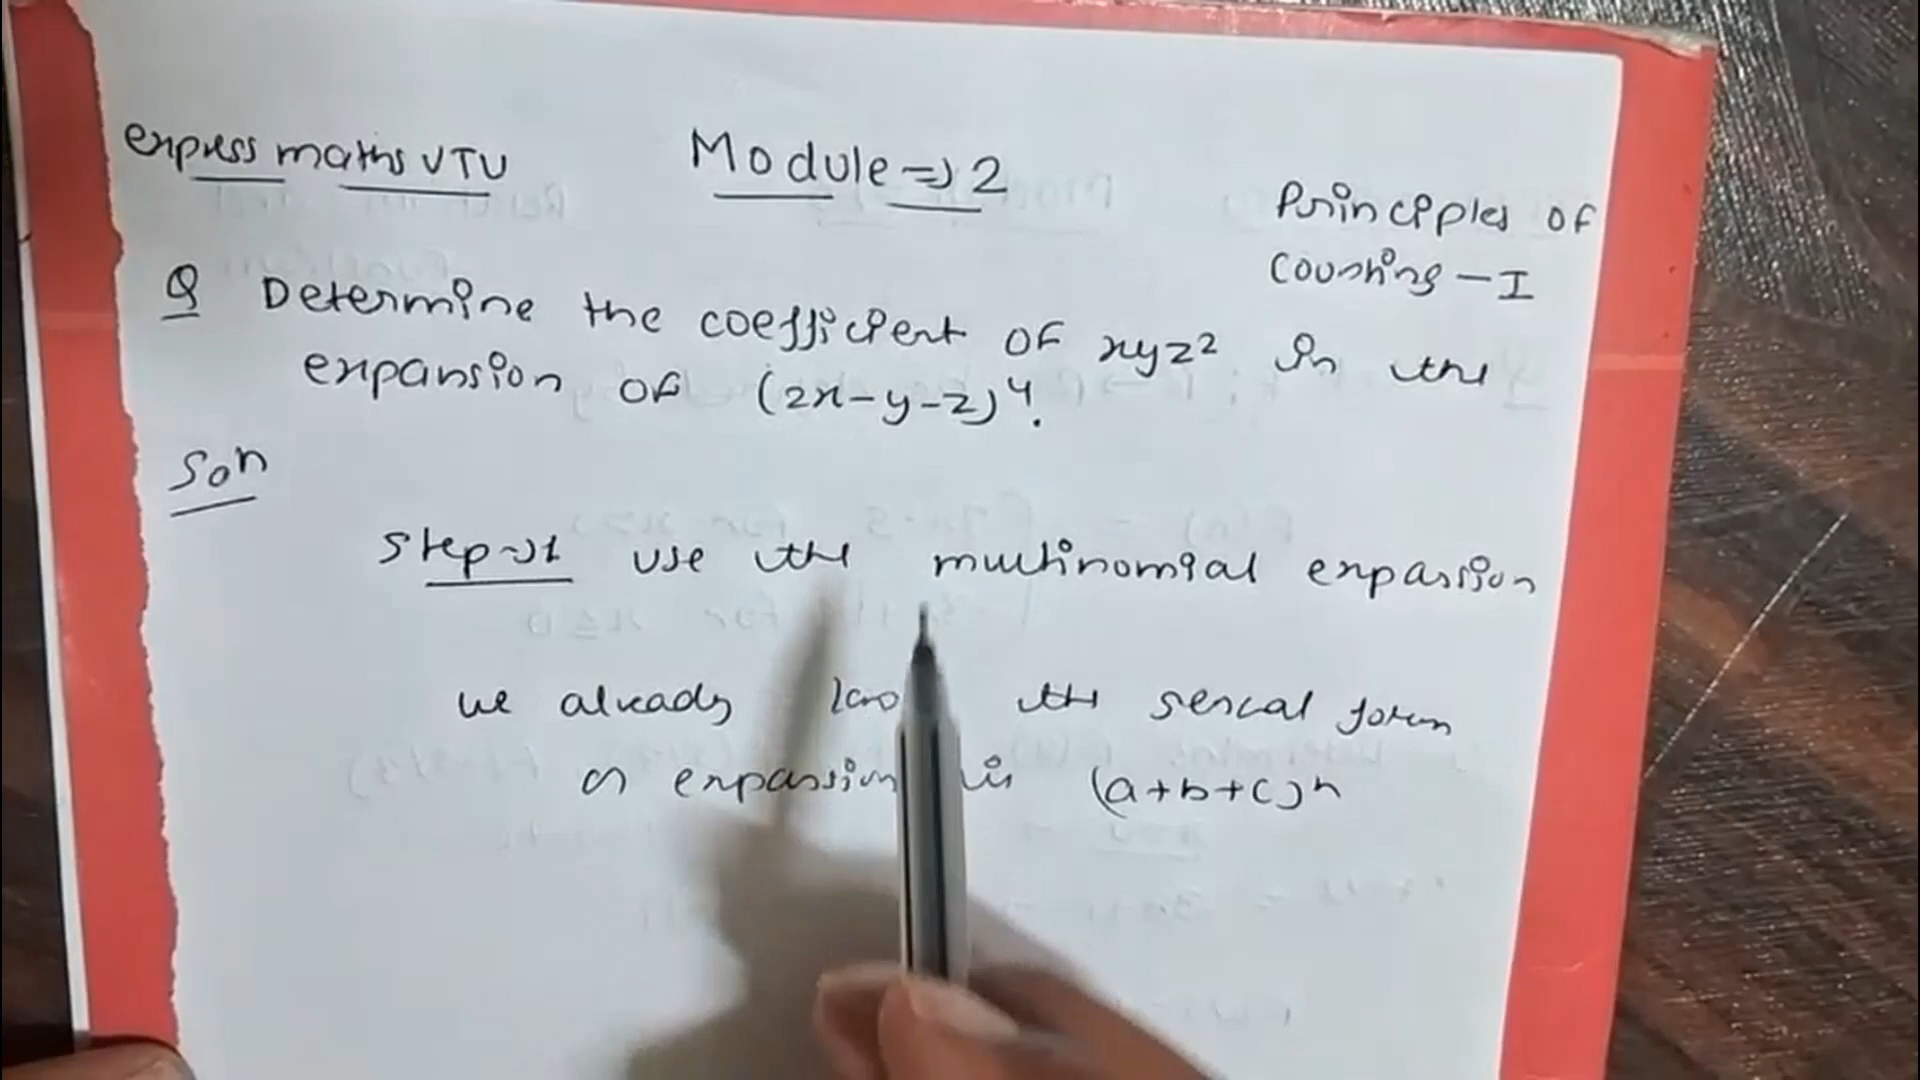 express maths VTU
Module => 2
Principles of
Counting - I
Q Determine the coefficient of xyz² in the
expansion of (2x-y-z)⁴.
Soⁿ
Step→1 use the multinomial expansion
we already the general form
of expansion is (a+b+c)ⁿ